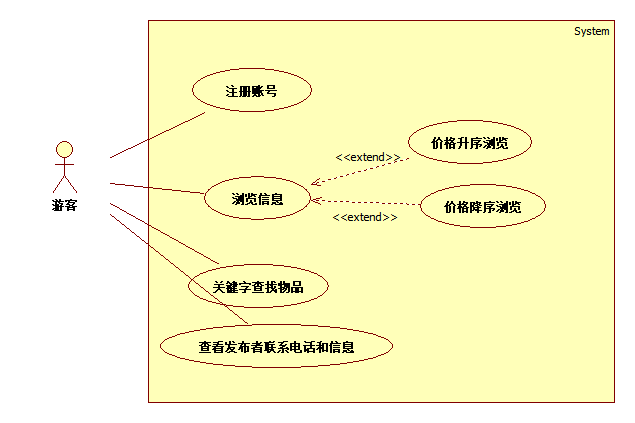 System
注册账号
<<extend>>
价格升序浏览
游客
浏览信息
<<extend>>
价格降序浏览
关键字查找物品
查看发布者联系电话和信息